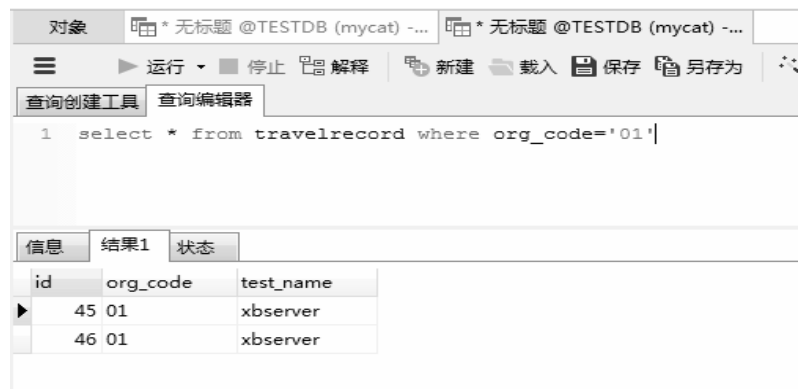 对象 * 无标题 @TESTDB (mycat) -... * 无标题 @TESTDB (mycat) -...
运行 停止 解释 新建 载入 保存 另存为
查询创建工具 查询编辑器
1 select * from travelrecord where org_code='01'
信息 结果1 状态
id org_code test_name
45 01 xbserver
46 01 xbserver